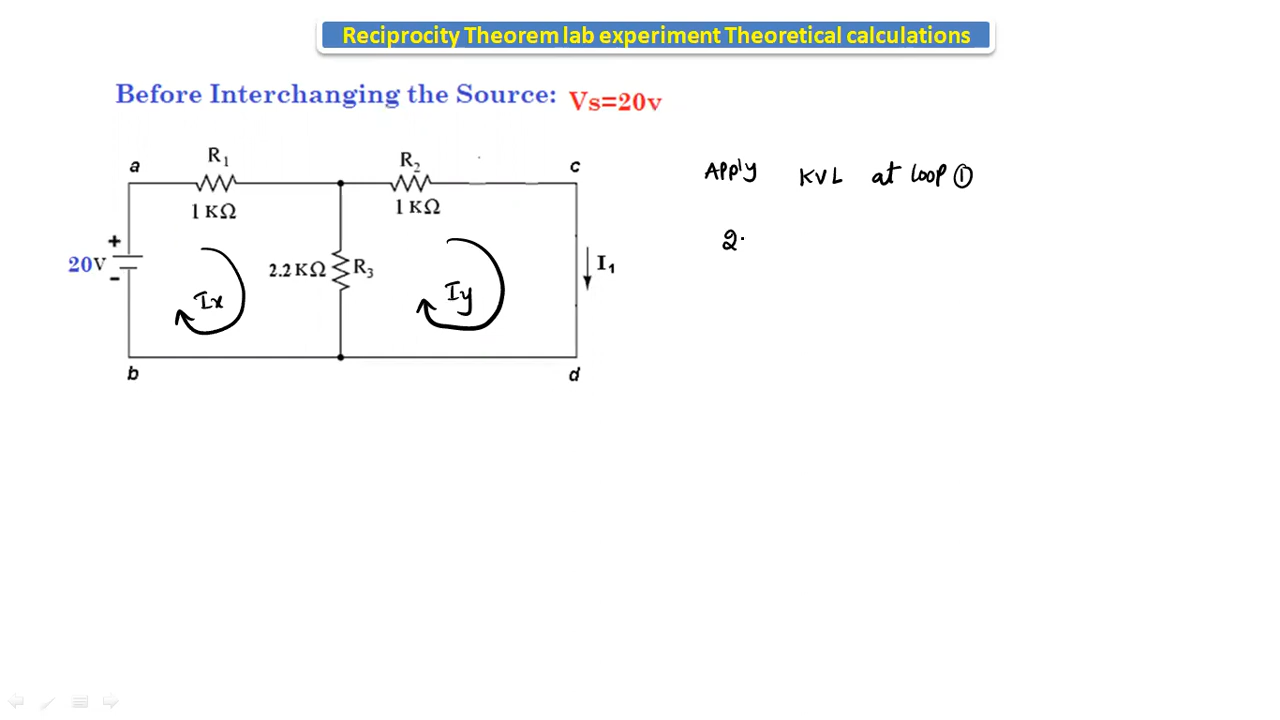 Reciprocity Theorem lab experiment Theoretical calculations
Before Interchanging the Source: Vs=20v
a R₁ R₂ c
1 KΩ 1 KΩ
Apply KVL at loop ①
2.
+
20V
-
2.2 KΩ R₃
I₁
Ix Iy
b d